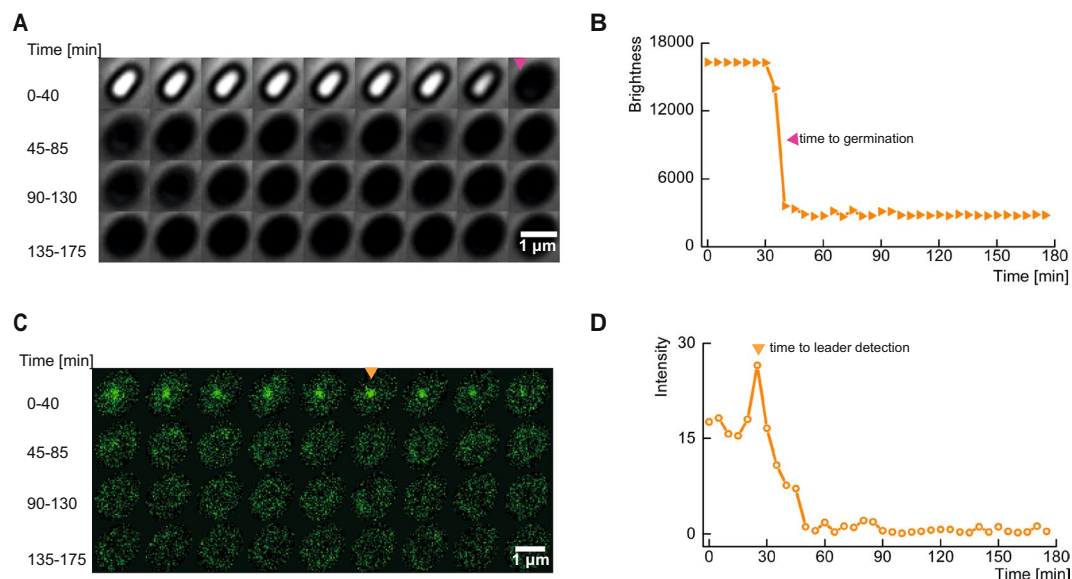 A
Time [min]
0-40
45-85
90-130
135-175
1 µm
B
Brightness
18000
12000
6000
0
time to germination
0 30 60 90 120 150 180
Time [min]
C
Time [min]
0-40
45-85
90-130
135-175
1 µm
D
Intensity
30
15
0
time to leader detection
0 30 60 90 120 150 180
Time [min]